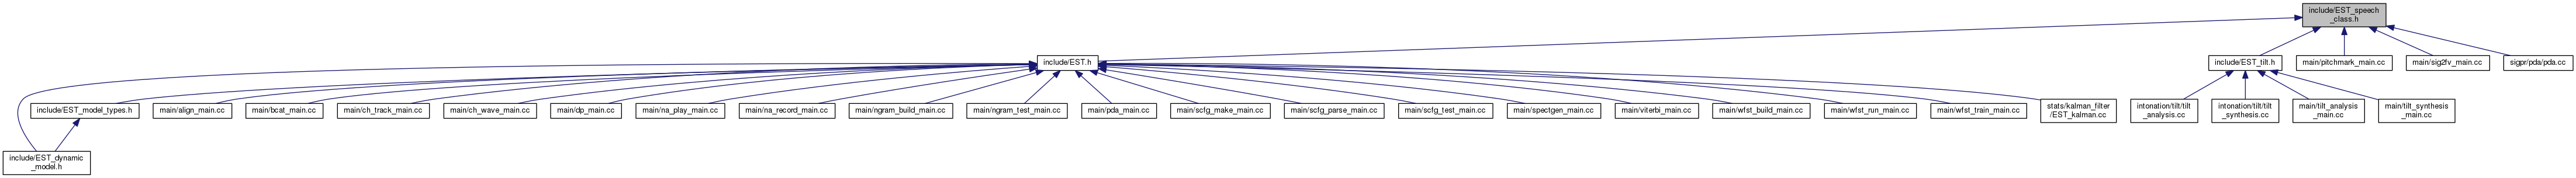 include/EST_speech
_class.h
include/EST.h
include/EST_tilt.h
main/pitchmark_main.cc
main/sig2fv_main.cc
sigpr/pda/pda.cc
include/EST_model_types.h
main/align_main.cc
main/bcat_main.cc
main/ch_track_main.cc
main/ch_wave_main.cc
main/dp_main.cc
main/na_play_main.cc
main/na_record_main.cc
main/ngram_build_main.cc
main/ngram_test_main.cc
main/pda_main.cc
main/scfg_make_main.cc
main/scfg_parse_main.cc
main/scfg_test_main.cc
main/spectgen_main.cc
main/viterbi_main.cc
main/wfst_build_main.cc
main/wfst_run_main.cc
main/wfst_train_main.cc
stats/kalman_filter
/EST_kalman.cc
intonation/tilt/tilt
_analysis.cc
intonation/tilt/tilt
_synthesis.cc
main/tilt_analysis
_main.cc
main/tilt_synthesis
_main.cc
include/EST_dynamic
_model.h